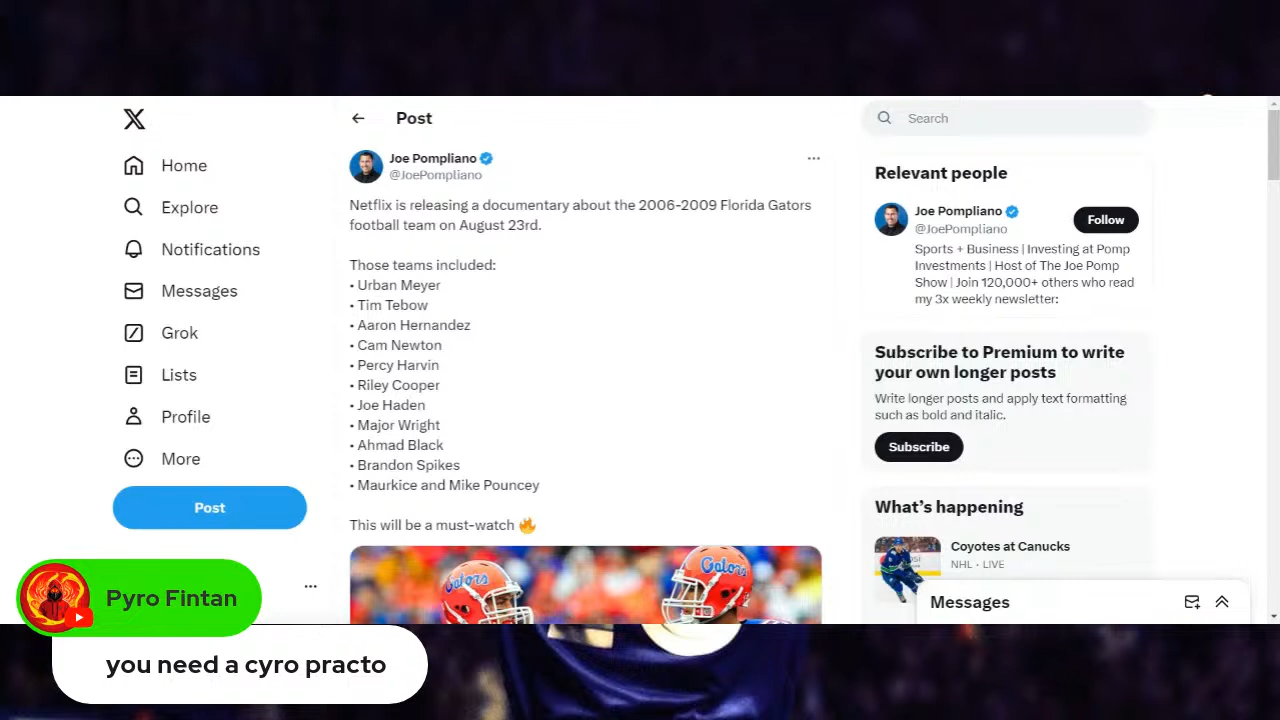 Post
Search
Home
Explore
Notifications
Messages
Grok
Lists
Profile
More
Post
Joe Pompliano
@JoePompliano
Netflix is releasing a documentary about the 2006-2009 Florida Gators
football team on August 23rd.
Those teams included:
• Urban Meyer
• Tim Tebow
• Aaron Hernandez
• Cam Newton
• Percy Harvin
• Riley Cooper
• Joe Haden
• Major Wright
• Ahmad Black
• Brandon Spikes
• Maurkice and Mike Pouncey
This will be a must-watch 🔥
Gators
Gators
Relevant people
Joe Pompliano
@JoePompliano
Follow
Sports + Business | Investing at Pomp
Investments | Host of The Joe Pomp
Show | Join 120,000+ others who read
my 3x weekly newsletter:
Subscribe to Premium to write
your own longer posts
Write longer posts and apply text formatting
such as bold and italic.
Subscribe
What's happening
Coyotes at Canucks
NHL · LIVE
Messages
Pyro Fintan
you need a cyro practo